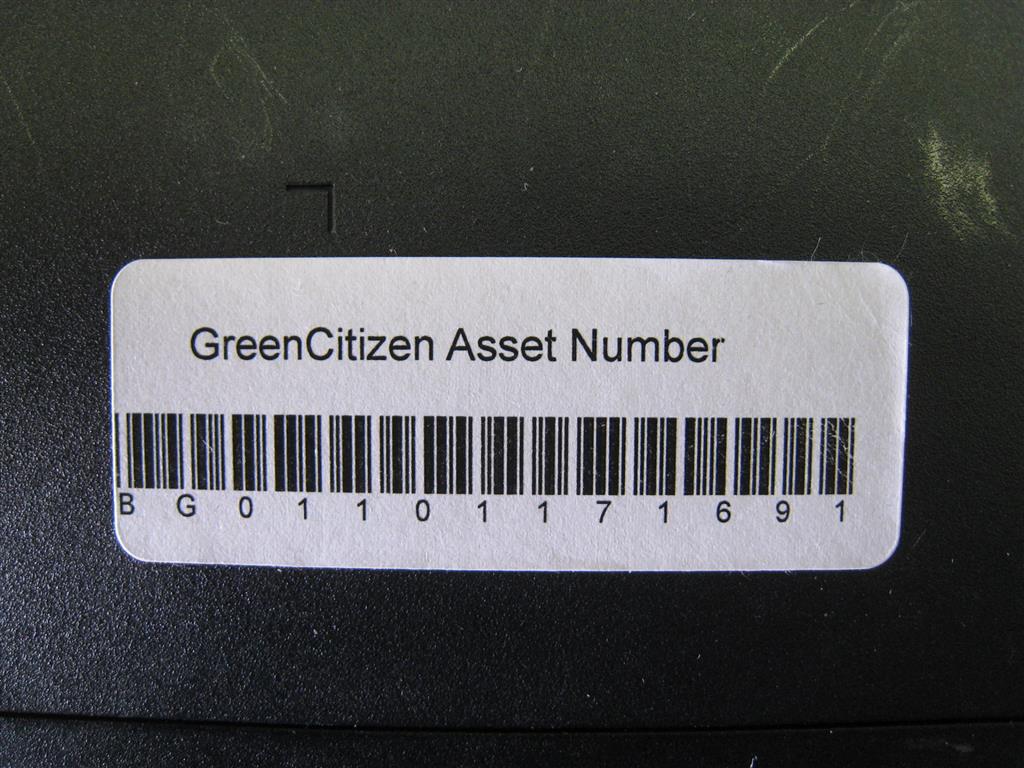 GreenCitizen Asset Number
B G 0 1 1 0 1 1 7 1 6 9 1